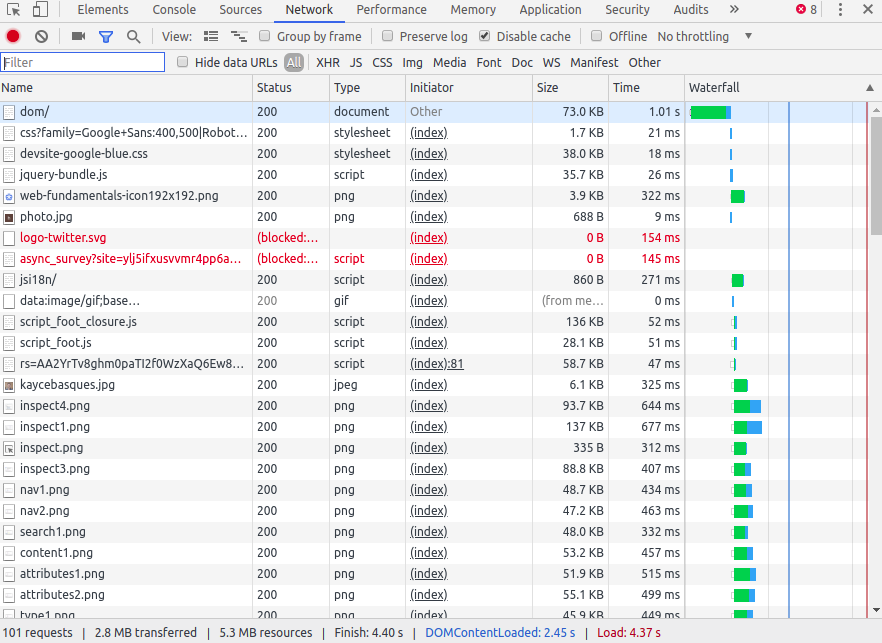 Elements Console Sources Network Performance Memory Application Security Audits » 8
View: Group by frame Preserve log Disable cache Offline No throttling
Filter Hide data URLs All XHR JS CSS Img Media Font Doc WS Manifest Other
Name Status Type Initiator Size Time Waterfall
dom/ 200 document Other 73.0 KB 1.01 s
css?family=Google+Sans:400,500|Robot… 200 stylesheet (index) 1.7 KB 21 ms
devsite-google-blue.css 200 stylesheet (index) 38.0 KB 18 ms
jquery-bundle.js 200 script (index) 35.7 KB 26 ms
web-fundamentals-icon192x192.png 200 png (index) 3.9 KB 322 ms
photo.jpg 200 png (index) 688 B 9 ms
logo-twitter.svg (blocked:… (index) 0 B 154 ms
async_survey?site=ylj5ifxusvvmr4pp6a… (blocked:… script (index) 0 B 145 ms
jsi18n/ 200 script (index) 860 B 271 ms
data:image/gif;base… 200 gif (index) (from me… 0 ms
script_foot_closure.js 200 script (index) 136 KB 52 ms
script_foot.js 200 script (index) 28.1 KB 51 ms
rs=AA2YrTv8ghm0paTI2f0WzXaQ6Ew8… 200 script (index):81 58.7 KB 47 ms
kaycebasques.jpg 200 jpeg (index) 6.1 KB 325 ms
inspect4.png 200 png (index) 93.7 KB 644 ms
inspect1.png 200 png (index) 137 KB 677 ms
inspect.png 200 png (index) 335 B 312 ms
inspect3.png 200 png (index) 88.8 KB 407 ms
nav1.png 200 png (index) 48.7 KB 434 ms
nav2.png 200 png (index) 47.2 KB 463 ms
search1.png 200 png (index) 48.0 KB 332 ms
content1.png 200 png (index) 53.2 KB 457 ms
attributes1.png 200 png (index) 51.9 KB 515 ms
attributes2.png 200 png (index) 55.1 KB 499 ms
type1.png 200 png (index) 45.9 KB 449 ms
101 requests | 2.8 MB transferred | 5.3 MB resources | Finish: 4.40 s | DOMContentLoaded: 2.45 s | Load: 4.37 s